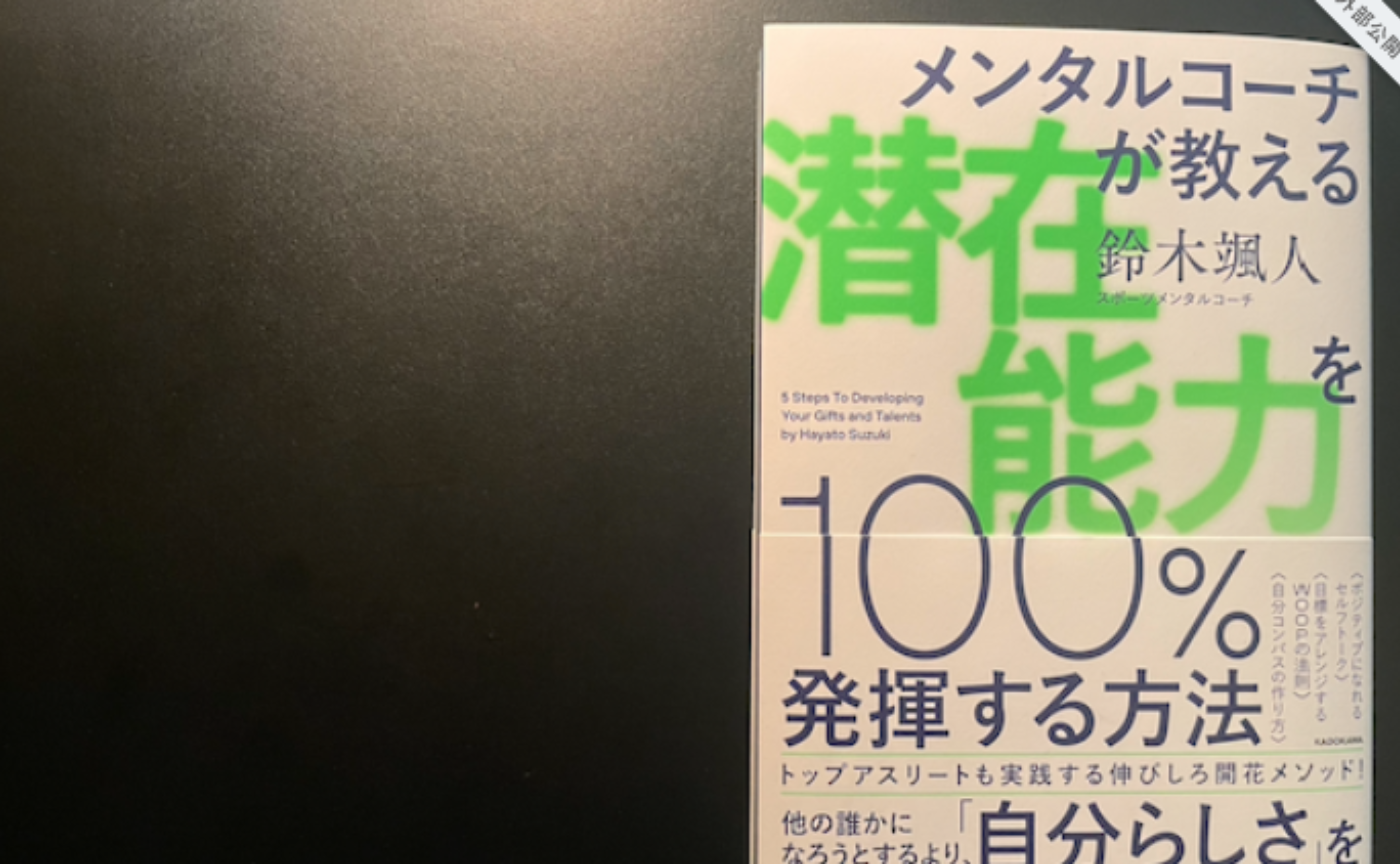 外部公開
メンタルコーチ
が教える
潜在
鈴木颯人
スポーツメンタルコーチ
能力
を
5 Steps To Developing
Your Gifts and Talents
by Hayato Suzuki
100%
発揮する方法
〈ポジティブになれる
セルフトーク〉
〈目標をアレンジする
WOOPの法則〉
〈自分コンパスの作り方〉
KADOKAWA
トップアスリートも実践する伸びしろ開花メソッド!
他の誰かに
なろうとするより、
「自分らしさ」を